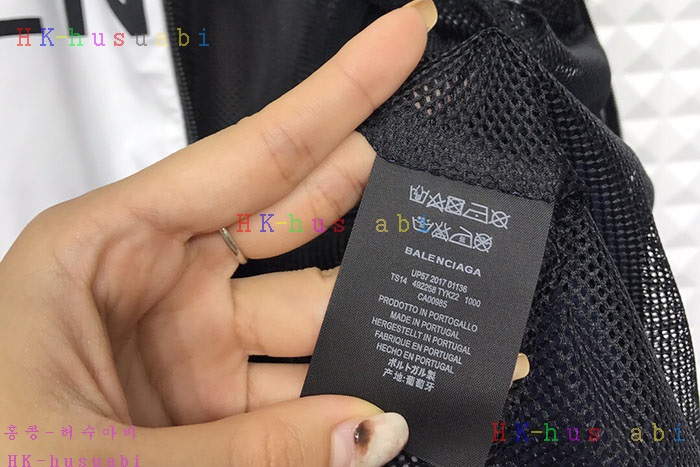 HK-husuabi
HK-hus abi
BALENCIAGA
UP57 2017 01136
TS14 492258 TYK22 1000
CA00985
PRODOTTO IN PORTOGALLO
MADE IN PORTUGAL
HERGESTELLT IN PORTUGAL
FABRIQUE EN PORTUGAL
HECHO EN PORTUGAL
ポルトガル製
产地:葡萄牙
홍콩-허수아비
HK-husuabi
HK-hus abi